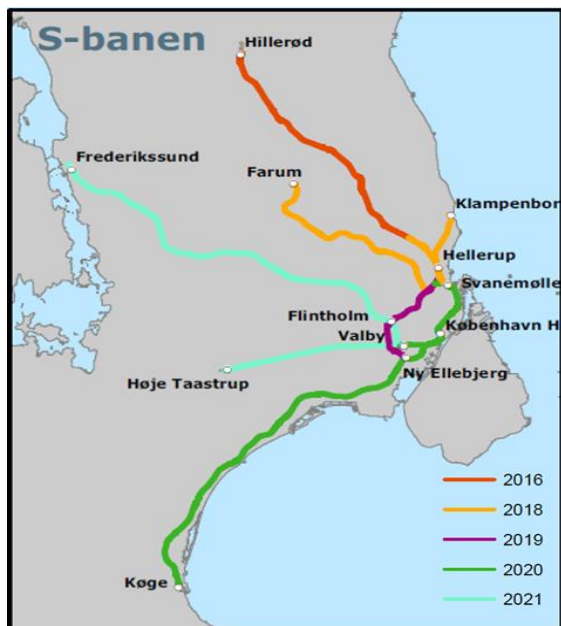 S-banen
Hillerød
Frederikssund
Farum
Klampenbor
Hellerup
Svanemølle
Flintholm
København H
Valby
Høje Taastrup
Ny Ellebjerg
Køge
2016
2018
2019
2020
2021